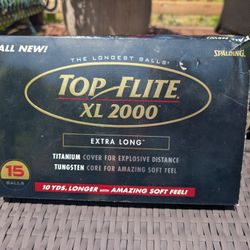 ALL NEW!
SPALDING
THE LONGEST BALLS
TOP FLITE
XL 2000
EXTRA LONG
TITANIUM COVER FOR EXPLOSIVE DISTANCE
TUNGSTEN CORE FOR AMAZING SOFT FEEL
15
BALLS
10 YDS. LONGER WITH AMAZING SOFT FEEL!